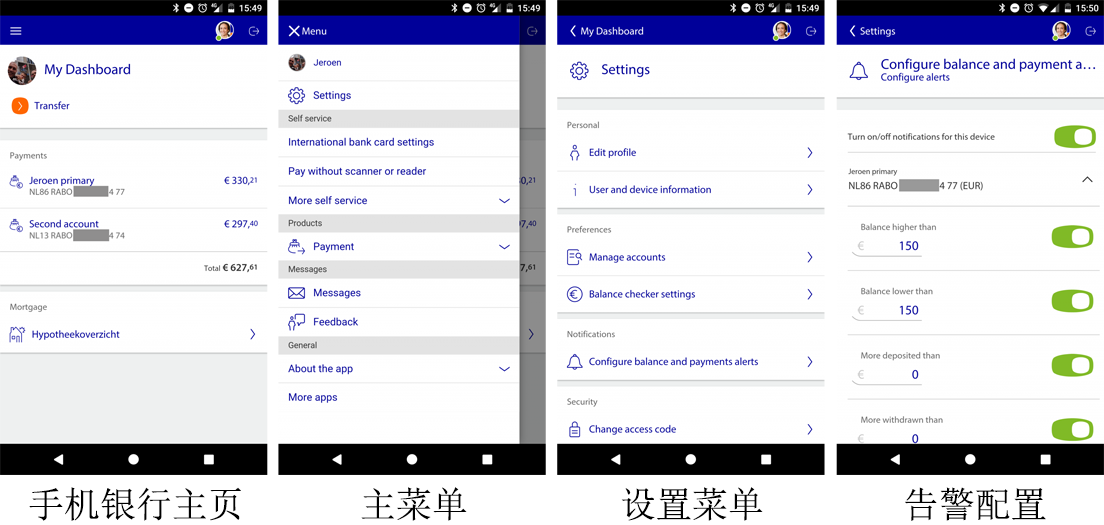 15:49
My Dashboard
Transfer
Payments
Jeroen primary € 330,21
NL86 RABO 4 77
Second account € 297,40
NL13 RABO 4 74
Total € 627,61
Mortgage
Hypotheekoverzicht
手机银行主页
15:49
Menu
Jeroen
Settings
Self service
International bank card settings
Pay without scanner or reader
More self service
Products
Payment
Messages
Messages
Feedback
General
About the app
More apps
0,21
7,40
7,61
主菜单
15:49
My Dashboard
Settings
Personal
Edit profile
User and device information
Preferences
Manage accounts
Balance checker settings
Notifications
Configure balance and payments alerts
Security
Change access code
设置菜单
15:50
Settings
Configure balance and payment a...
Configure alerts
Turn on/off notifications for this device
Jeroen primary
NL86 RABO 4 77 (EUR)
Balance higher than
€ 150
Balance lower than
€ 150
More deposited than
€ 0
More withdrawn than
€ 0
告警配置